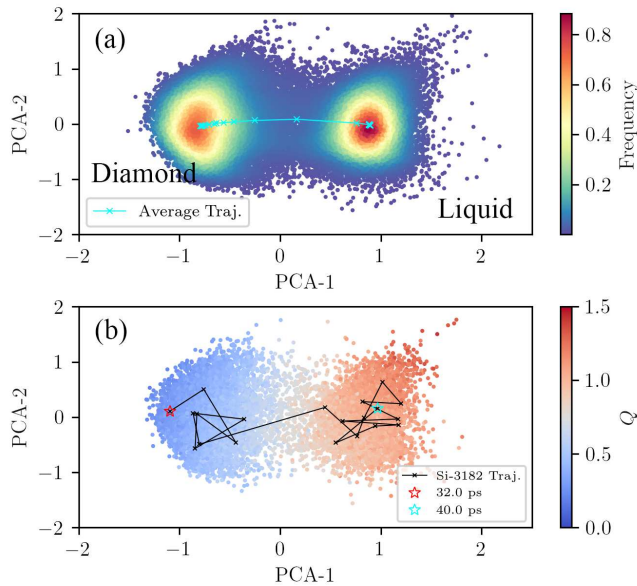 (a)
2
1
0
−1
−2
PCA-2
Diamond
Liquid
Average Traj.
−2
−1
0
1
2
PCA-1
0.8
0.6
0.4
0.2
Frequency
(b)
2
1
0
−1
−2
PCA-2
Si-3182 Traj.
32.0 ps
40.0 ps
−2
−1
0
1
2
PCA-1
1.5
1.0
0.5
0.0
Q